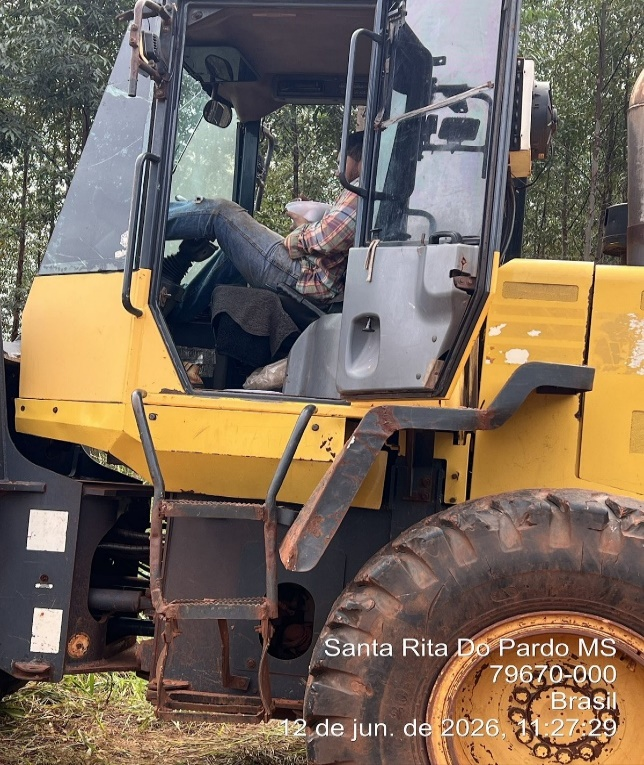 Santa Rita Do Pardo MS
79670-000
Brasil
12 de jun. de 2026, 11:27:29